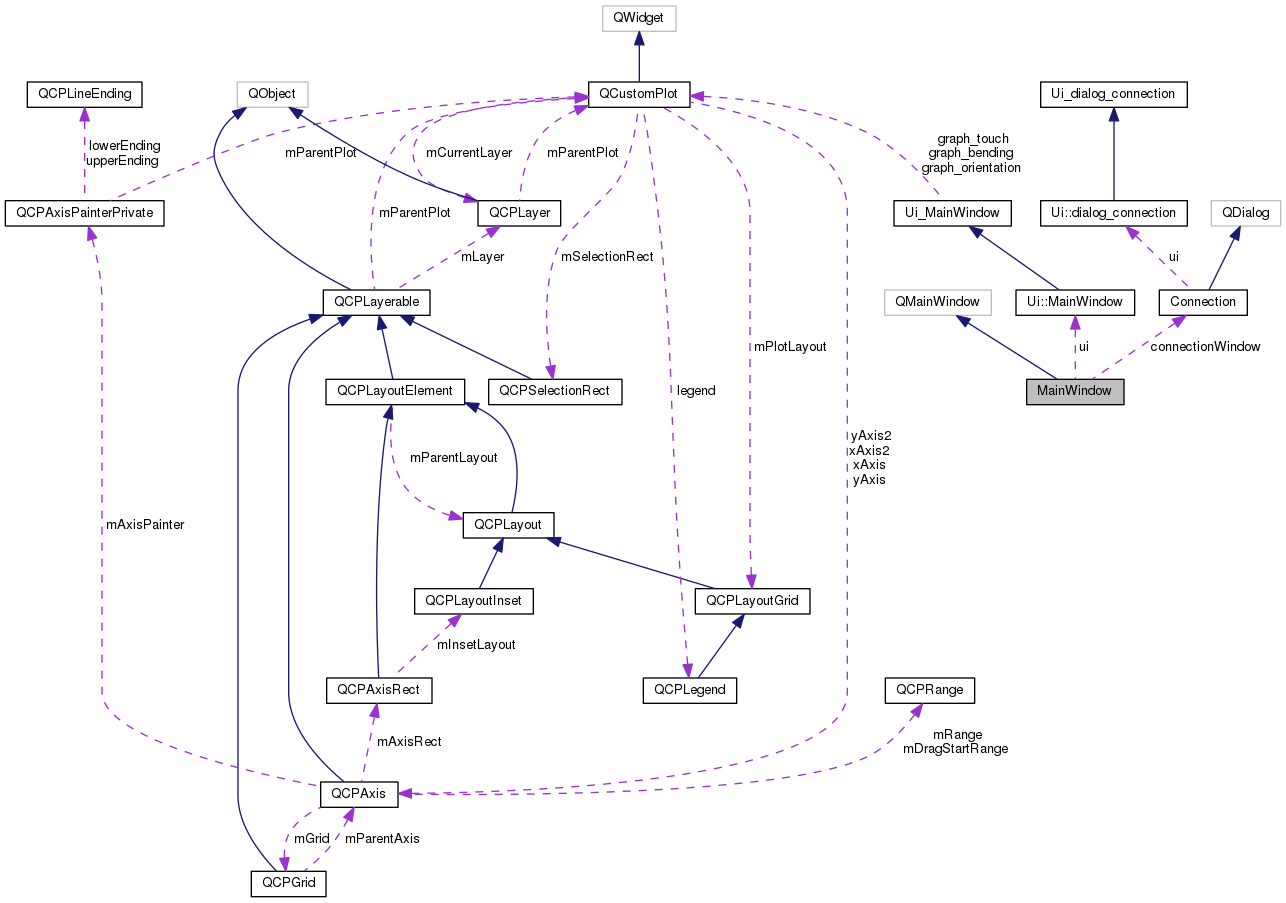 QWidget
QCPLineEnding
QObject
QCustomPlot
Ui_dialog_connection
lowerEnding
upperEnding
mParentPlot
mCurrentLayer
mParentPlot
graph_touch
graph_bending
graph_orientation
QCPAxisPainterPrivate
mParentPlot
QCPLayer
Ui_MainWindow
Ui::dialog_connection
QDialog
mLayer
mSelectionRect
ui
QCPLayerable
QMainWindow
Ui::MainWindow
Connection
mPlotLayout
ui
connectionWindow
QCPLayoutElement
QCPSelectionRect
legend
MainWindow
mParentLayout
yAxis2
xAxis2
xAxis
yAxis
mAxisPainter
QCPLayout
QCPLayoutInset
QCPLayoutGrid
mInsetLayout
QCPAxisRect
QCPLegend
QCPRange
mAxisRect
mRange
mDragStartRange
QCPAxis
mGrid
mParentAxis
QCPGrid